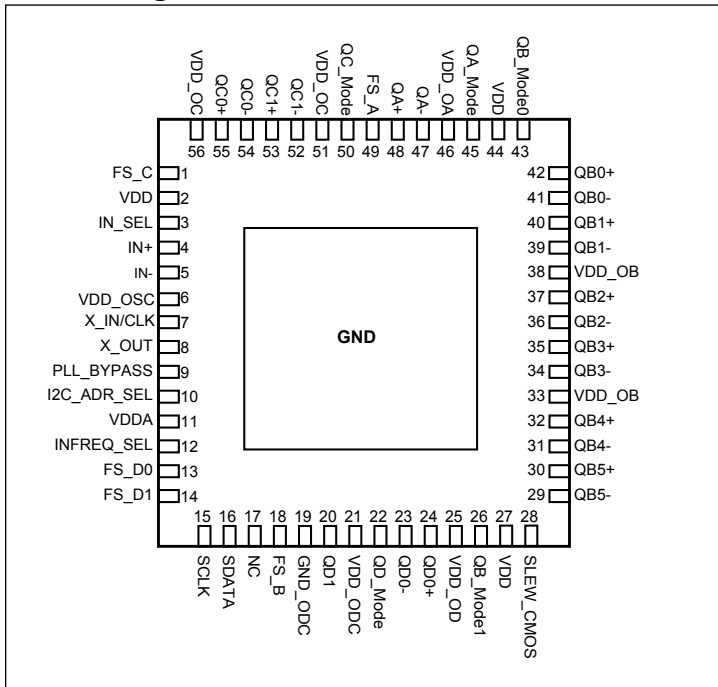 VDD_OC
QC0+
QC0-
QC1+
QC1-
VDD_OC
QC_Mode
FS_A
QA+
QA-
VDD_OA
QA_Mode
VDD
QB_Mode0
56 55 54 53 52 51 50 49 48 47 46 45 44 43
FS_C 1
VDD 2
IN_SEL 3
IN+ 4
IN- 5
VDD_OSC 6
X_IN/CLK 7
X_OUT 8
PLL_BYPASS 9
I2C_ADR_SEL 10
VDDA 11
INFREQ_SEL 12
FS_D0 13
FS_D1 14
GND
42 QB0+
41 QB0-
40 QB1+
39 QB1-
38 VDD_OB
37 QB2+
36 QB2-
35 QB3+
34 QB3-
33 VDD_OB
32 QB4+
31 QB4-
30 QB5+
29 QB5-
15 16 17 18 19 20 21 22 23 24 25 26 27 28
SCLK
SDATA
NC
FS_B
GND_ODC
QD1
VDD_ODC
QD_Mode
QD0-
QD0+
VDD_OD
QB_Mode1
VDD
SLEW_CMOS